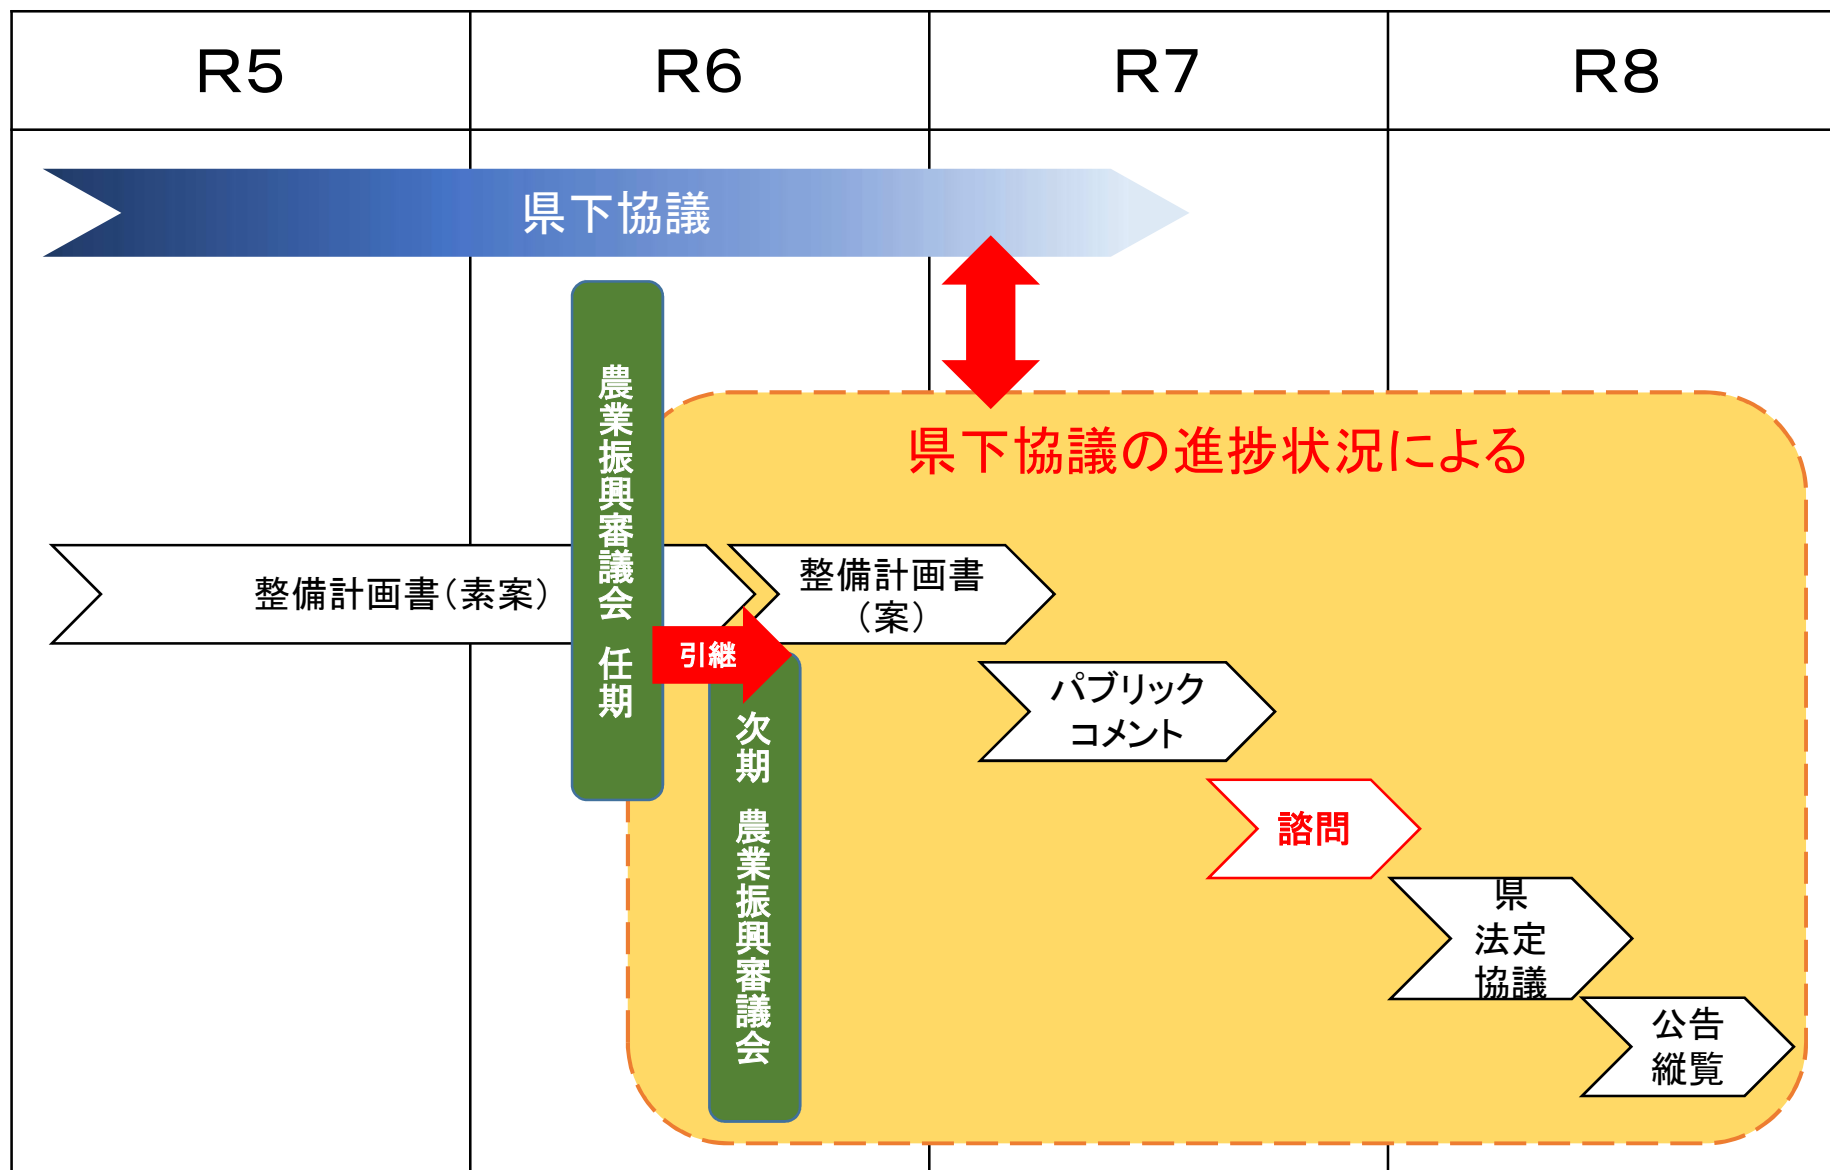 R5
R6
R7
R8
県下協議
農業振興審議会 任期
県下協議の進捗状況による
整備計画書（素案）
整備計画書
（案）
引継
次期 農業振興審議会
パブリック
コメント
諮問
県
法定
協議
公告
縦覧